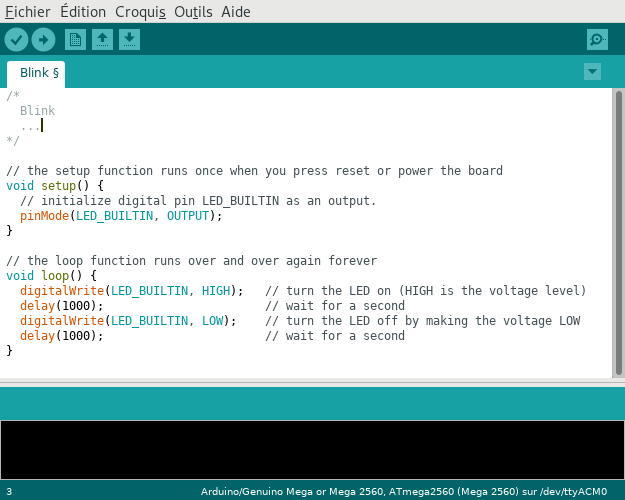 Fichier Édition Croquis Outils Aide
Blink §
/*
  Blink
  ...
*/
// the setup function runs once when you press reset or power the board
void setup() {
  // initialize digital pin LED_BUILTIN as an output.
  pinMode(LED_BUILTIN, OUTPUT);
}
// the loop function runs over and over again forever
void loop() {
  digitalWrite(LED_BUILTIN, HIGH);   // turn the LED on (HIGH is the voltage level)
  delay(1000);                       // wait for a second
  digitalWrite(LED_BUILTIN, LOW);    // turn the LED off by making the voltage LOW
  delay(1000);                       // wait for a second
}
3 Arduino/Genuino Mega or Mega 2560, ATmega2560 (Mega 2560) sur /dev/ttyACM0